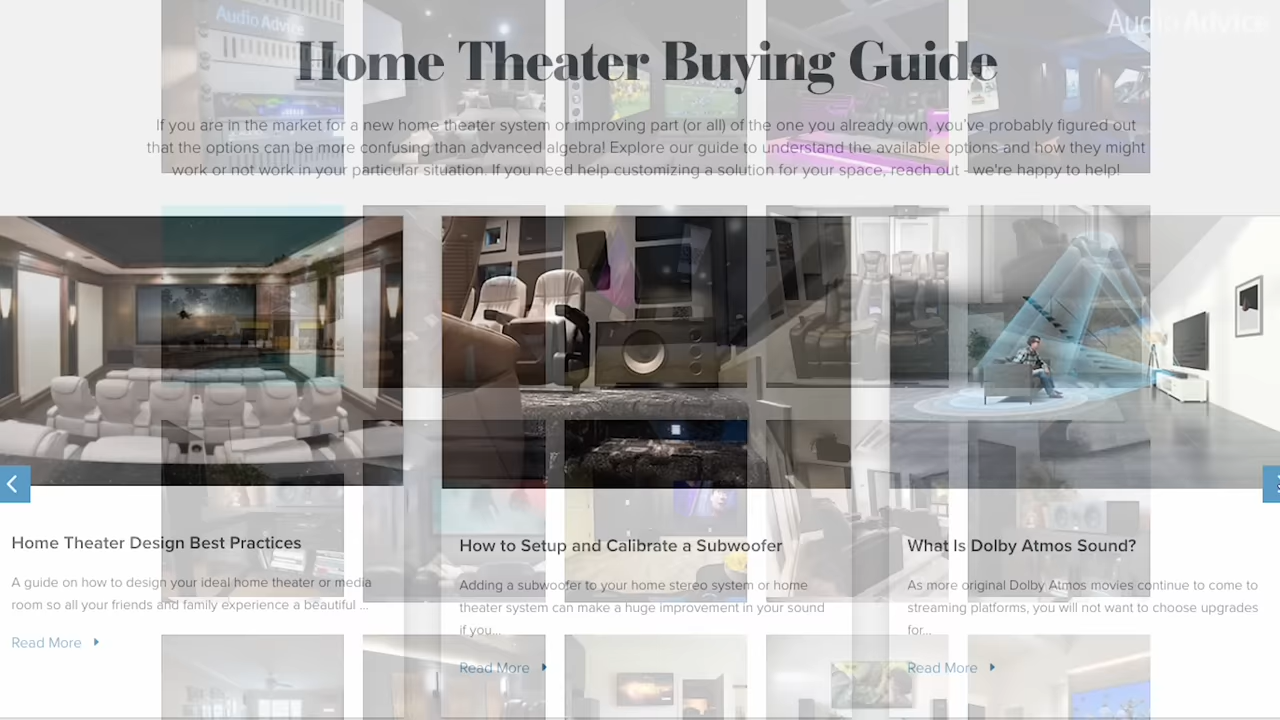 Audio Advice
Audio Advice
Home Theater Buying Guide
If you are in the market for a new home theater system or improving part (or all) of the one you already own, you've probably figured out
that the options can be more confusing than advanced algebra! Explore our guide to understand the available options and how they might
work or not work in your particular situation. If you need help customizing a solution for your space, reach out - we're happy to help!
Home Theater Design Best Practices
A guide on how to design your ideal home theater or media
room so all your friends and family experience a beautiful ...
Read More
How to Setup and Calibrate a Subwoofer
Adding a subwoofer to your home stereo system or home
theater system can make a huge improvement in your sound
if you...
Read More
What Is Dolby Atmos Sound?
As more original Dolby Atmos movies continue to come to
streaming platforms, you will not want to choose upgrades
for...
Read More